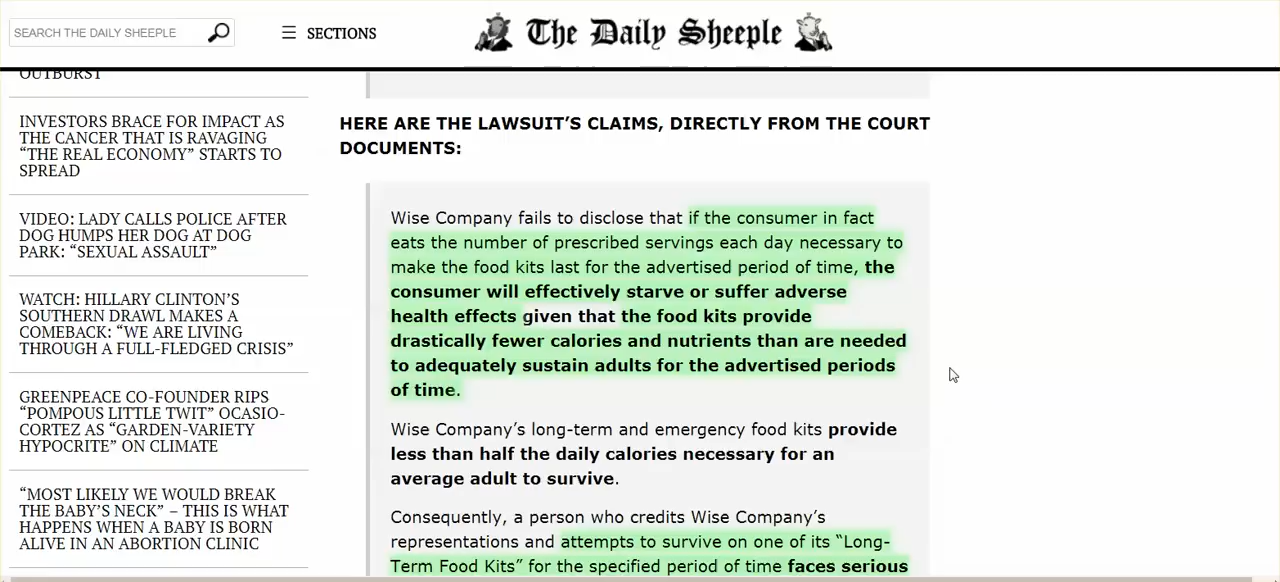 SEARCH THE DAILY SHEEPLE
SECTIONS
The Daily Sheeple
OUTBURST
INVESTORS BRACE FOR IMPACT AS
THE CANCER THAT IS RAVAGING
“THE REAL ECONOMY” STARTS TO
SPREAD
VIDEO: LADY CALLS POLICE AFTER
DOG HUMPS HER DOG AT DOG
PARK: “SEXUAL ASSAULT”
WATCH: HILLARY CLINTON’S
SOUTHERN DRAWL MAKES A
COMEBACK: “WE ARE LIVING
THROUGH A FULL-FLEDGED CRISIS”
GREENPEACE CO-FOUNDER RIPS
“POMPOUS LITTLE TWIT” OCASIO-
CORTEZ AS “GARDEN-VARIETY
HYPOCRITE” ON CLIMATE
“MOST LIKELY WE WOULD BREAK
THE BABY’S NECK” – THIS IS WHAT
HAPPENS WHEN A BABY IS BORN
ALIVE IN AN ABORTION CLINIC
HERE ARE THE LAWSUIT’S CLAIMS, DIRECTLY FROM THE COURT
DOCUMENTS:
Wise Company fails to disclose that if the consumer in fact
eats the number of prescribed servings each day necessary to
make the food kits last for the advertised period of time, the
consumer will effectively starve or suffer adverse
health effects given that the food kits provide
drastically fewer calories and nutrients than are needed
to adequately sustain adults for the advertised periods
of time.
Wise Company’s long-term and emergency food kits provide
less than half the daily calories necessary for an
average adult to survive.
Consequently, a person who credits Wise Company’s
representations and attempts to survive on one of its “Long-
Term Food Kits” for the specified period of time faces serious